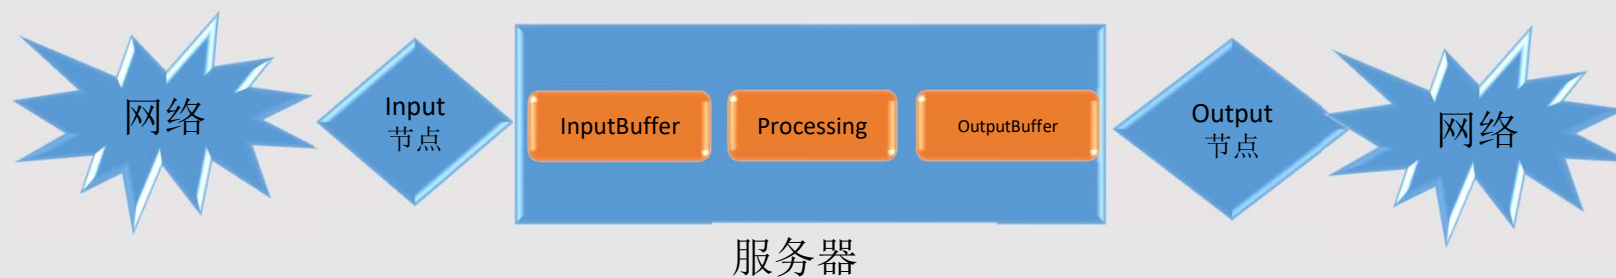 网络
Input
节点
InputBuffer
Processing
OutputBuffer
Output
节点
网络
服务器